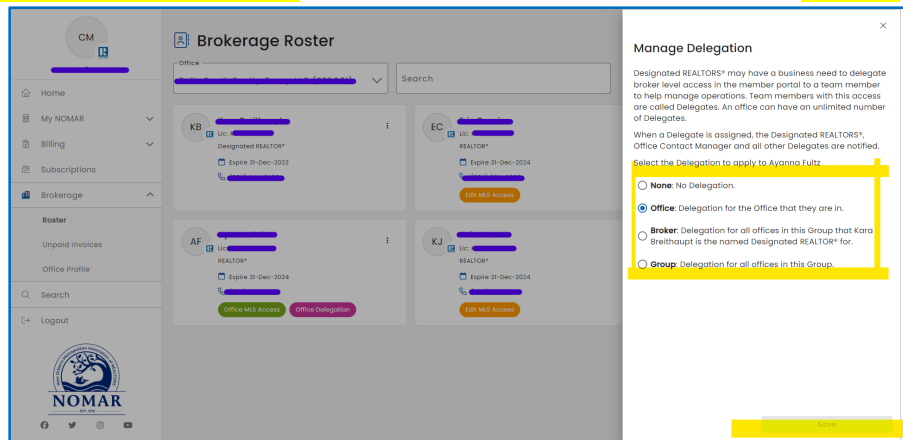 CM
Home
My NOMAR
Billing
Subscriptions
Brokerage
Roster
Unpaid Invoices
Office Profile
Search
Logout
NOMAR
Brokerage Roster
Office
Search
KB
Lic:
Designated REALTOR®
Expire 31-Dec-2023
EC
Lic:
REALTOR®
Expire 31-Dec-2024
Edit MLS Access
AF
Lic:
REALTOR®
Expire 31-Dec-2024
Office MLS Access
Office Delegation
KJ
Lic:
REALTOR®
Expire 31-Dec-2024
Edit MLS Access
Manage Delegation
Designated REALTORS® may have a business need to delegate
broker level access in the member portal to a team member
to help manage operations. Team members with this access
are called Delegates. An office can have an unlimited number
of Delegates.
When a Delegate is assigned, the Designated REALTORS®,
Office Contact Manager and all other Delegates are notified.
Select the Delegation to apply to Ayanna Fultz
None: No Delegation.
Office: Delegation for the Office that they are in.
Broker: Delegation for all offices in this Group that Kara
Breithaupt is the named Designated REALTOR® for.
Group: Delegation for all offices in this Group.
Save